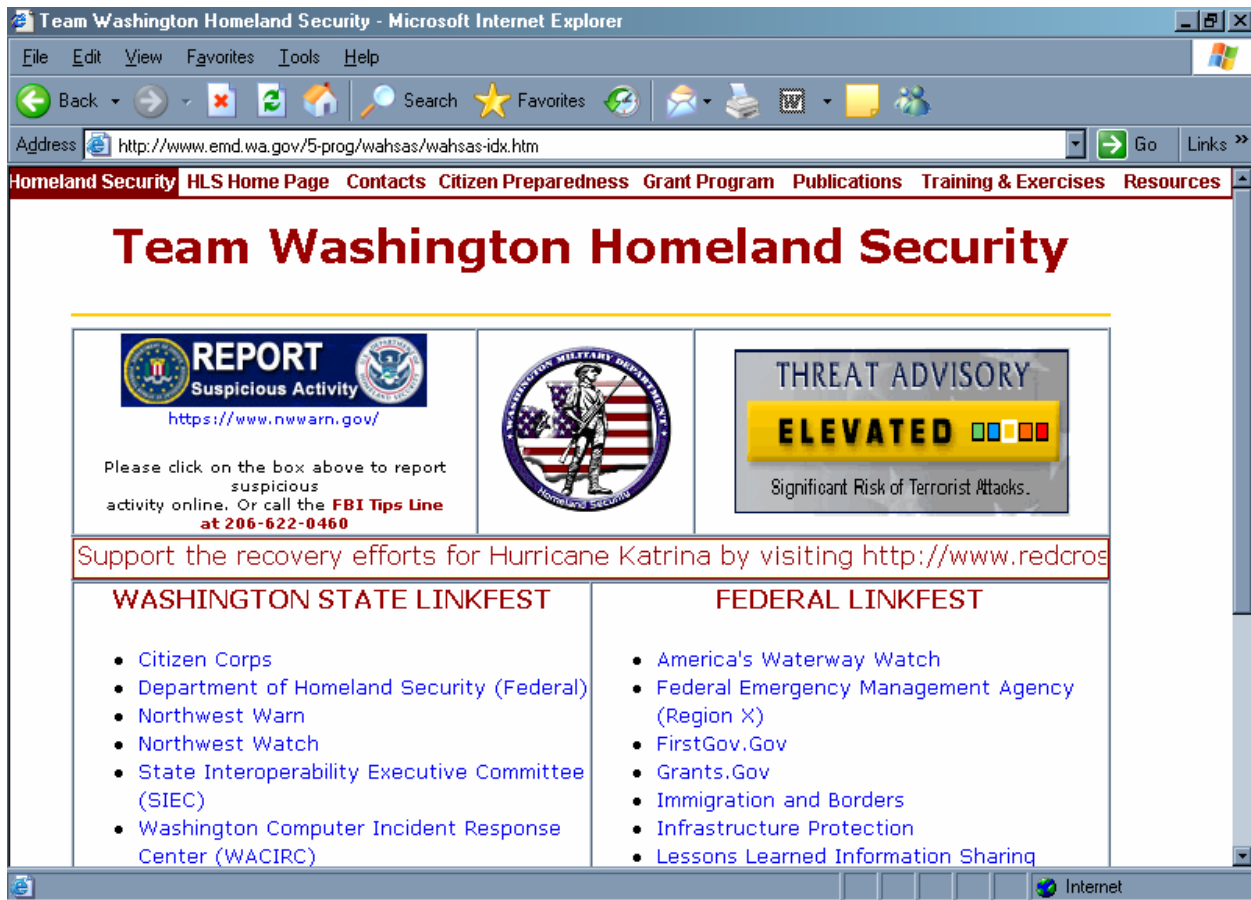 Team Washington Homeland Security - Microsoft Internet Explorer
File Edit View Favorites Tools Help
Back Search Favorites
Address http://www.emd.wa.gov/5-prog/wahsas/wahsas-idx.htm Go Links »
Homeland Security HLS Home Page Contacts Citizen Preparedness Grant Program Publications Training & Exercises Resources
Team Washington Homeland Security
REPORT
Suspicious Activity
https://www.nwwarn.gov/
Please click on the box above to report
suspicious
activity online. Or call the FBI Tips Line
at 206-622-0460
WASHINGTON MILITARY DEPARTMENT
Homeland Security
THREAT ADVISORY
ELEVATED
Significant Risk of Terrorist Attacks.
Support the recovery efforts for Hurricane Katrina by visiting http://www.redcros
WASHINGTON STATE LINKFEST
• Citizen Corps
• Department of Homeland Security (Federal)
• Northwest Warn
• Northwest Watch
• State Interoperability Executive Committee
(SIEC)
• Washington Computer Incident Response
Center (WACIRC)
FEDERAL LINKFEST
• America's Waterway Watch
• Federal Emergency Management Agency
(Region X)
• FirstGov.Gov
• Grants.Gov
• Immigration and Borders
• Infrastructure Protection
• Lessons Learned Information Sharing
Internet